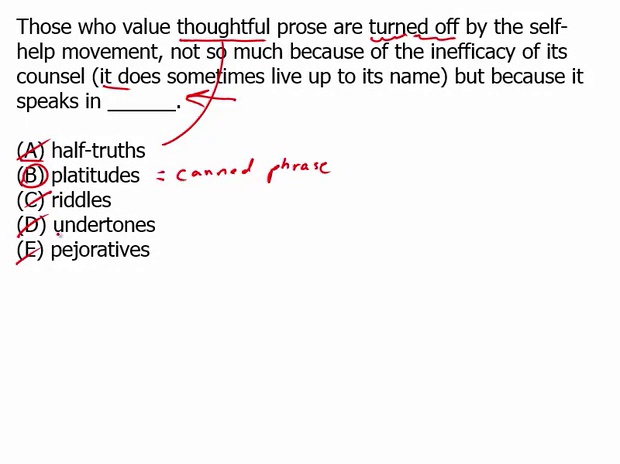 Those who value thoughtful prose are turned off by the self-
help movement, not so much because of the inefficacy of its
counsel (it does sometimes live up to its name) but because it
speaks in ______.
(A) half-truths
(B) platitudes = canned phrase
(C) riddles
(D) undertones
(E) pejoratives